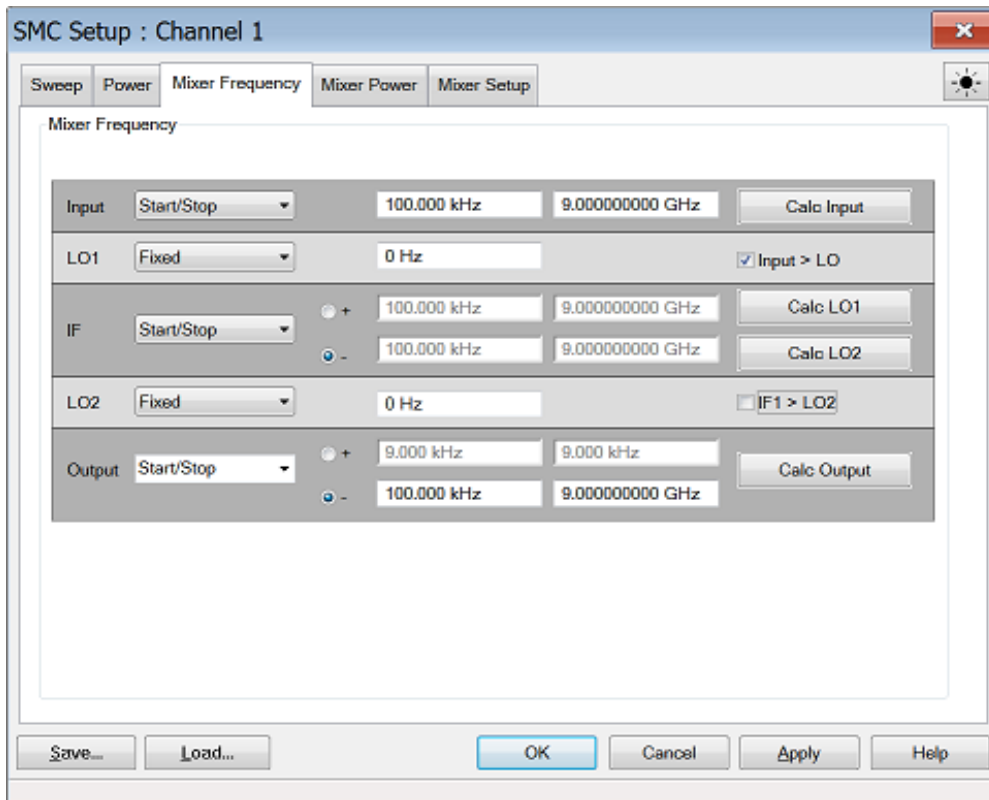 SMC Setup : Channel 1
Sweep Power Mixer Frequency Mixer Power Mixer Setup
Mixer Frequency
Input Start/Stop 100.000 kHz 9.000000000 GHz Calc Input
LO1 Fixed 0 Hz Input > LO
+ 100.000 kHz 9.000000000 GHz Calc LO1
IF Start/Stop
- 100.000 kHz 9.000000000 GHz Calc LO2
LO2 Fixed 0 Hz IF1 > LO2
+ 9.000 kHz 9.000 kHz
Output Start/Stop Calc Output
- 100.000 kHz 9.000000000 GHz
Save... Load... OK Cancel Apply Help